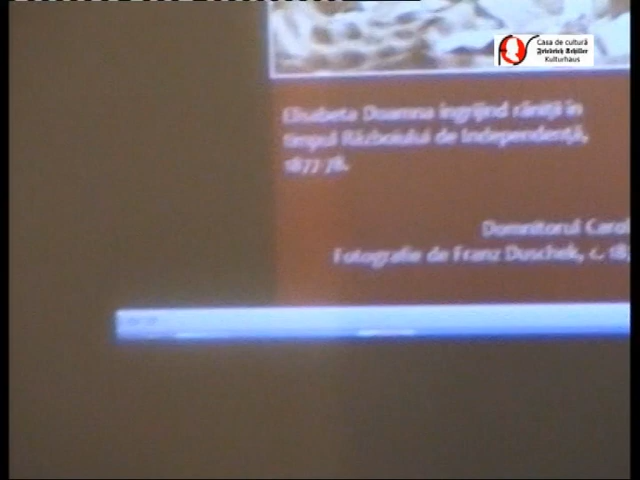 Casa de cultură
Friedrich Schiller
Kulturhaus
Elisabeta Doamna îngrijind răniții în
timpul Războiului de Independență,
1877-78.
Domnitorul Carol
Fotografie de Franz Duschek, c. 187